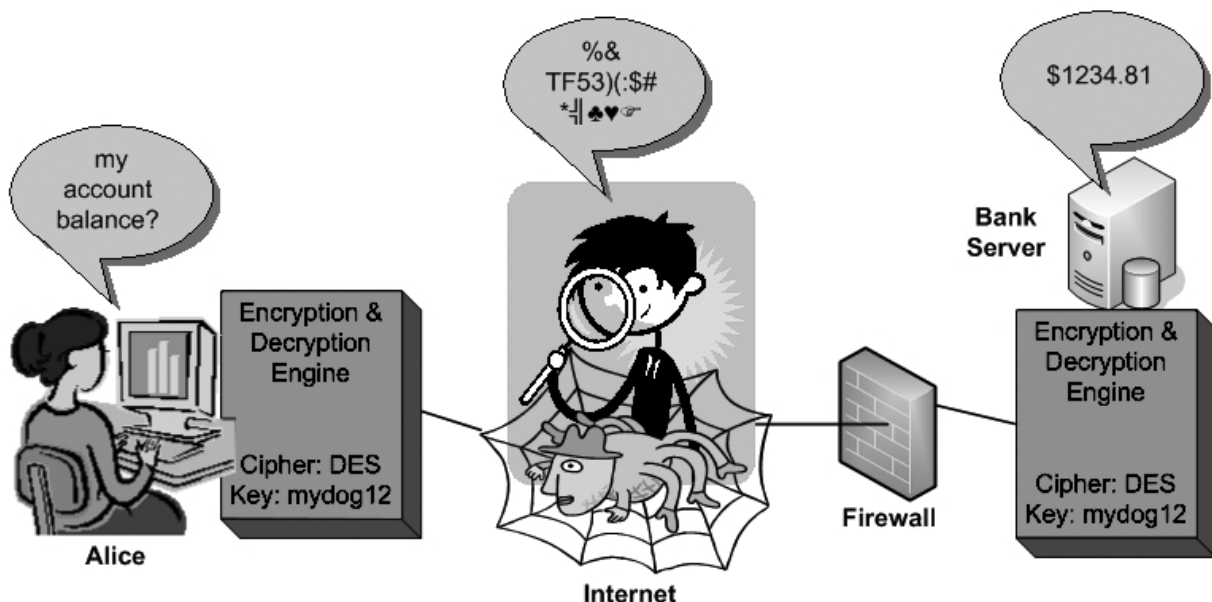 my
account
balance?
%&
TF53)(:$#
*╣♣♥☞
$1234.81
Bank
Server
Encryption &
Decryption
Engine
Cipher: DES
Key: mydog12
Encryption &
Decryption
Engine
Cipher: DES
Key: mydog12
Alice
Internet
Firewall